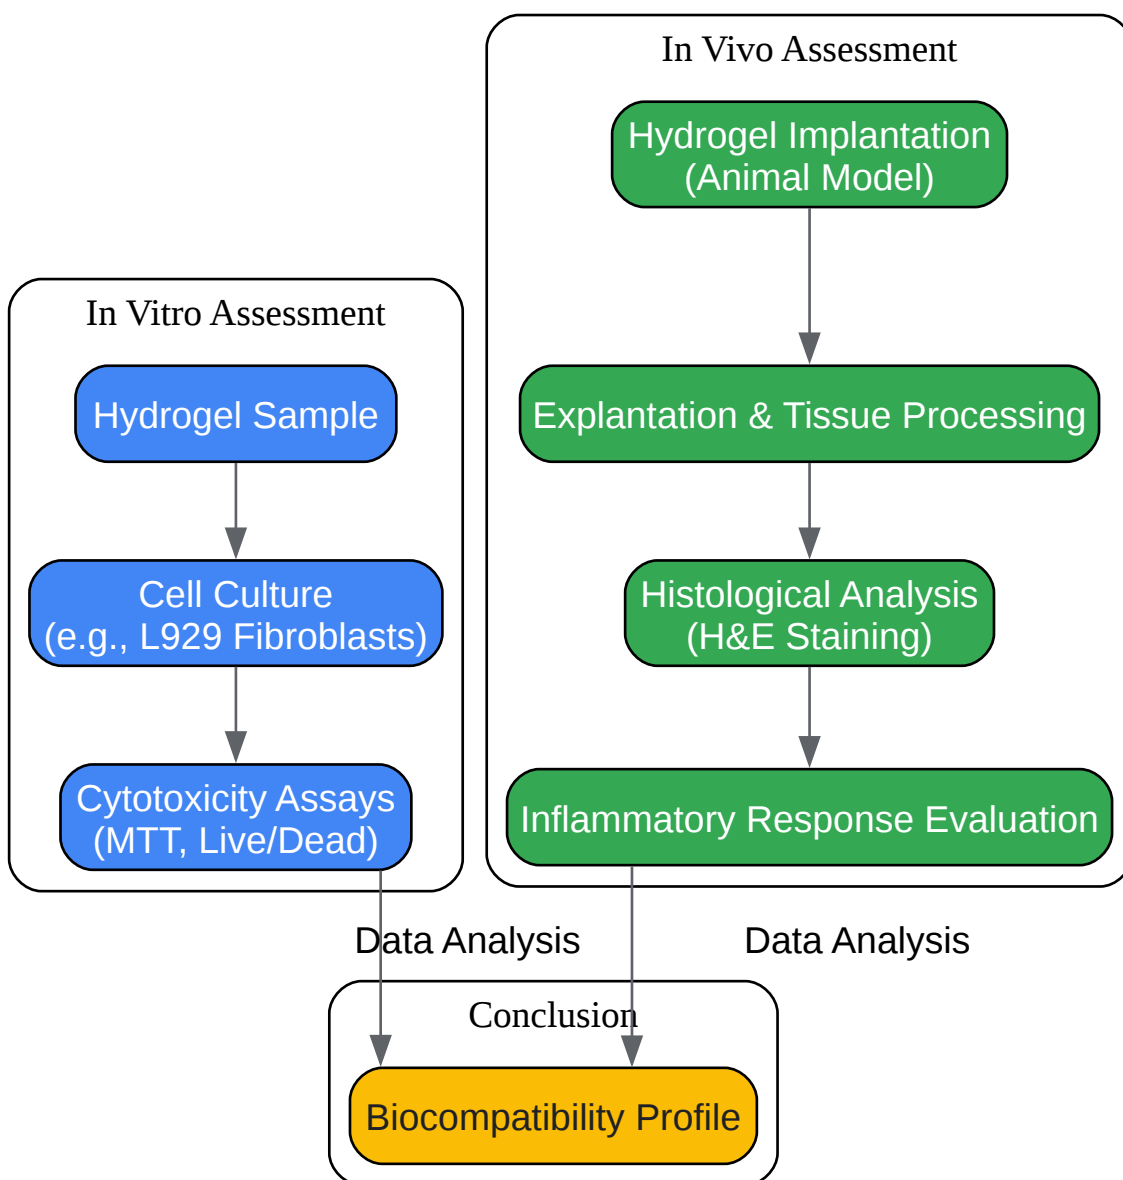 In Vitro Assessment
Hydrogel Sample
Cell Culture
(e.g., L929 Fibroblasts)
Cytotoxicity Assays
(MTT, Live/Dead)
In Vivo Assessment
Hydrogel Implantation
(Animal Model)
Explantation & Tissue Processing
Histological Analysis
(H&E Staining)
Inflammatory Response Evaluation
Data Analysis
Data Analysis
Conclusion
Biocompatibility Profile